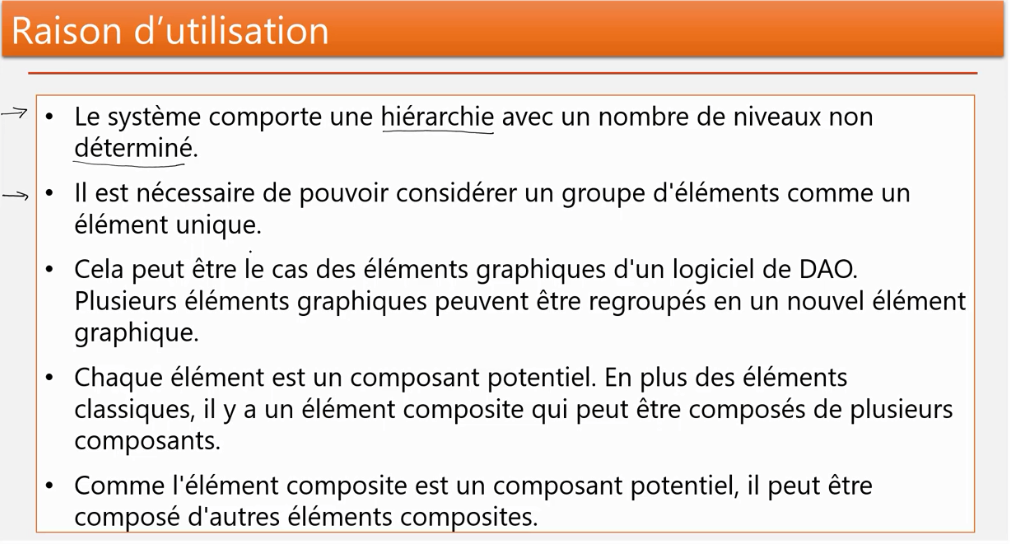 Raison d’utilisation
• Le système comporte une hiérarchie avec un nombre de niveaux non
déterminé.
• Il est nécessaire de pouvoir considérer un groupe d'éléments comme un
élément unique.
• Cela peut être le cas des éléments graphiques d'un logiciel de DAO.
Plusieurs éléments graphiques peuvent être regroupés en un nouvel élément
graphique.
• Chaque élément est un composant potentiel. En plus des éléments
classiques, il y a un élément composite qui peut être composés de plusieurs
composants.
• Comme l'élément composite est un composant potentiel, il peut être
composé d'autres éléments composites.